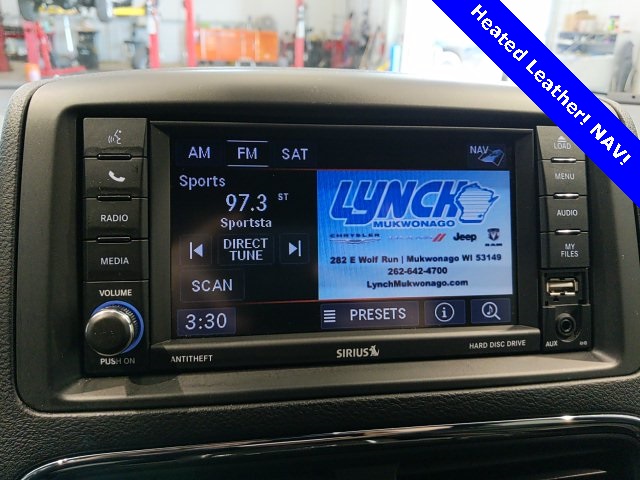 Heated Leather! NAV!
LOAD
MENU
AUDIO
MY
FILES
AUX
RADIO
MEDIA
VOLUME
PUSH ON
AM FM SAT NAV
Sports
97.3 ST
Sportsta
DIRECT
TUNE
SCAN
3:30
PRESETS
LYNCH
MUKWONAGO
CHRYSLER
Jeep
RAM
282 E Wolf Run | Mukwonago WI 53149
262-642-4700
LynchMukwonago.com
ANTITHEFT
SIRIUS
HARD DISC DRIVE